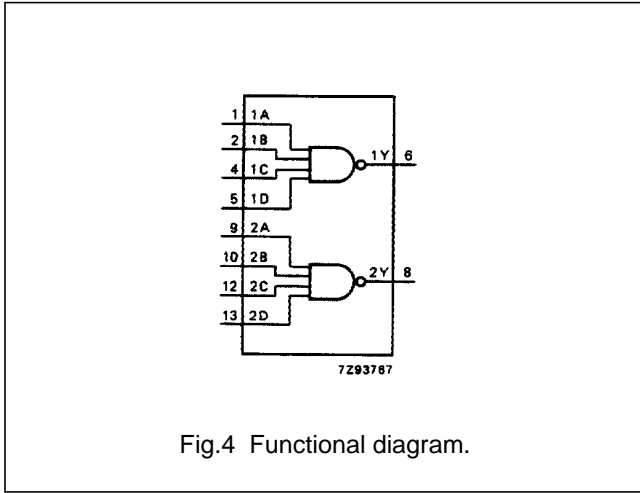 1 1A
2 1B
1Y 6
4 1C
5 1D
9 2A
10 2B
2Y 8
12 2C
13 2D
7Z93767
Fig.4 Functional diagram.